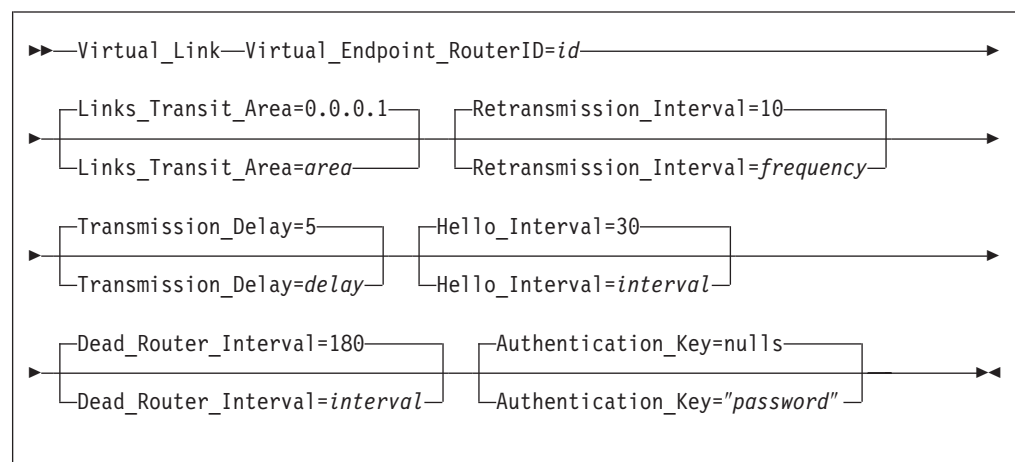 Virtual_Link Virtual_Endpoint_RouterID=id
Links_Transit_Area=0.0.0.1 Retransmission_Interval=10
Links_Transit_Area=area Retransmission_Interval=frequency
Transmission_Delay=5 Hello_Interval=30
Transmission_Delay=delay Hello_Interval=interval
Dead_Router_Interval=180 Authentication_Key=nulls
Dead_Router_Interval=interval Authentication_Key="password"